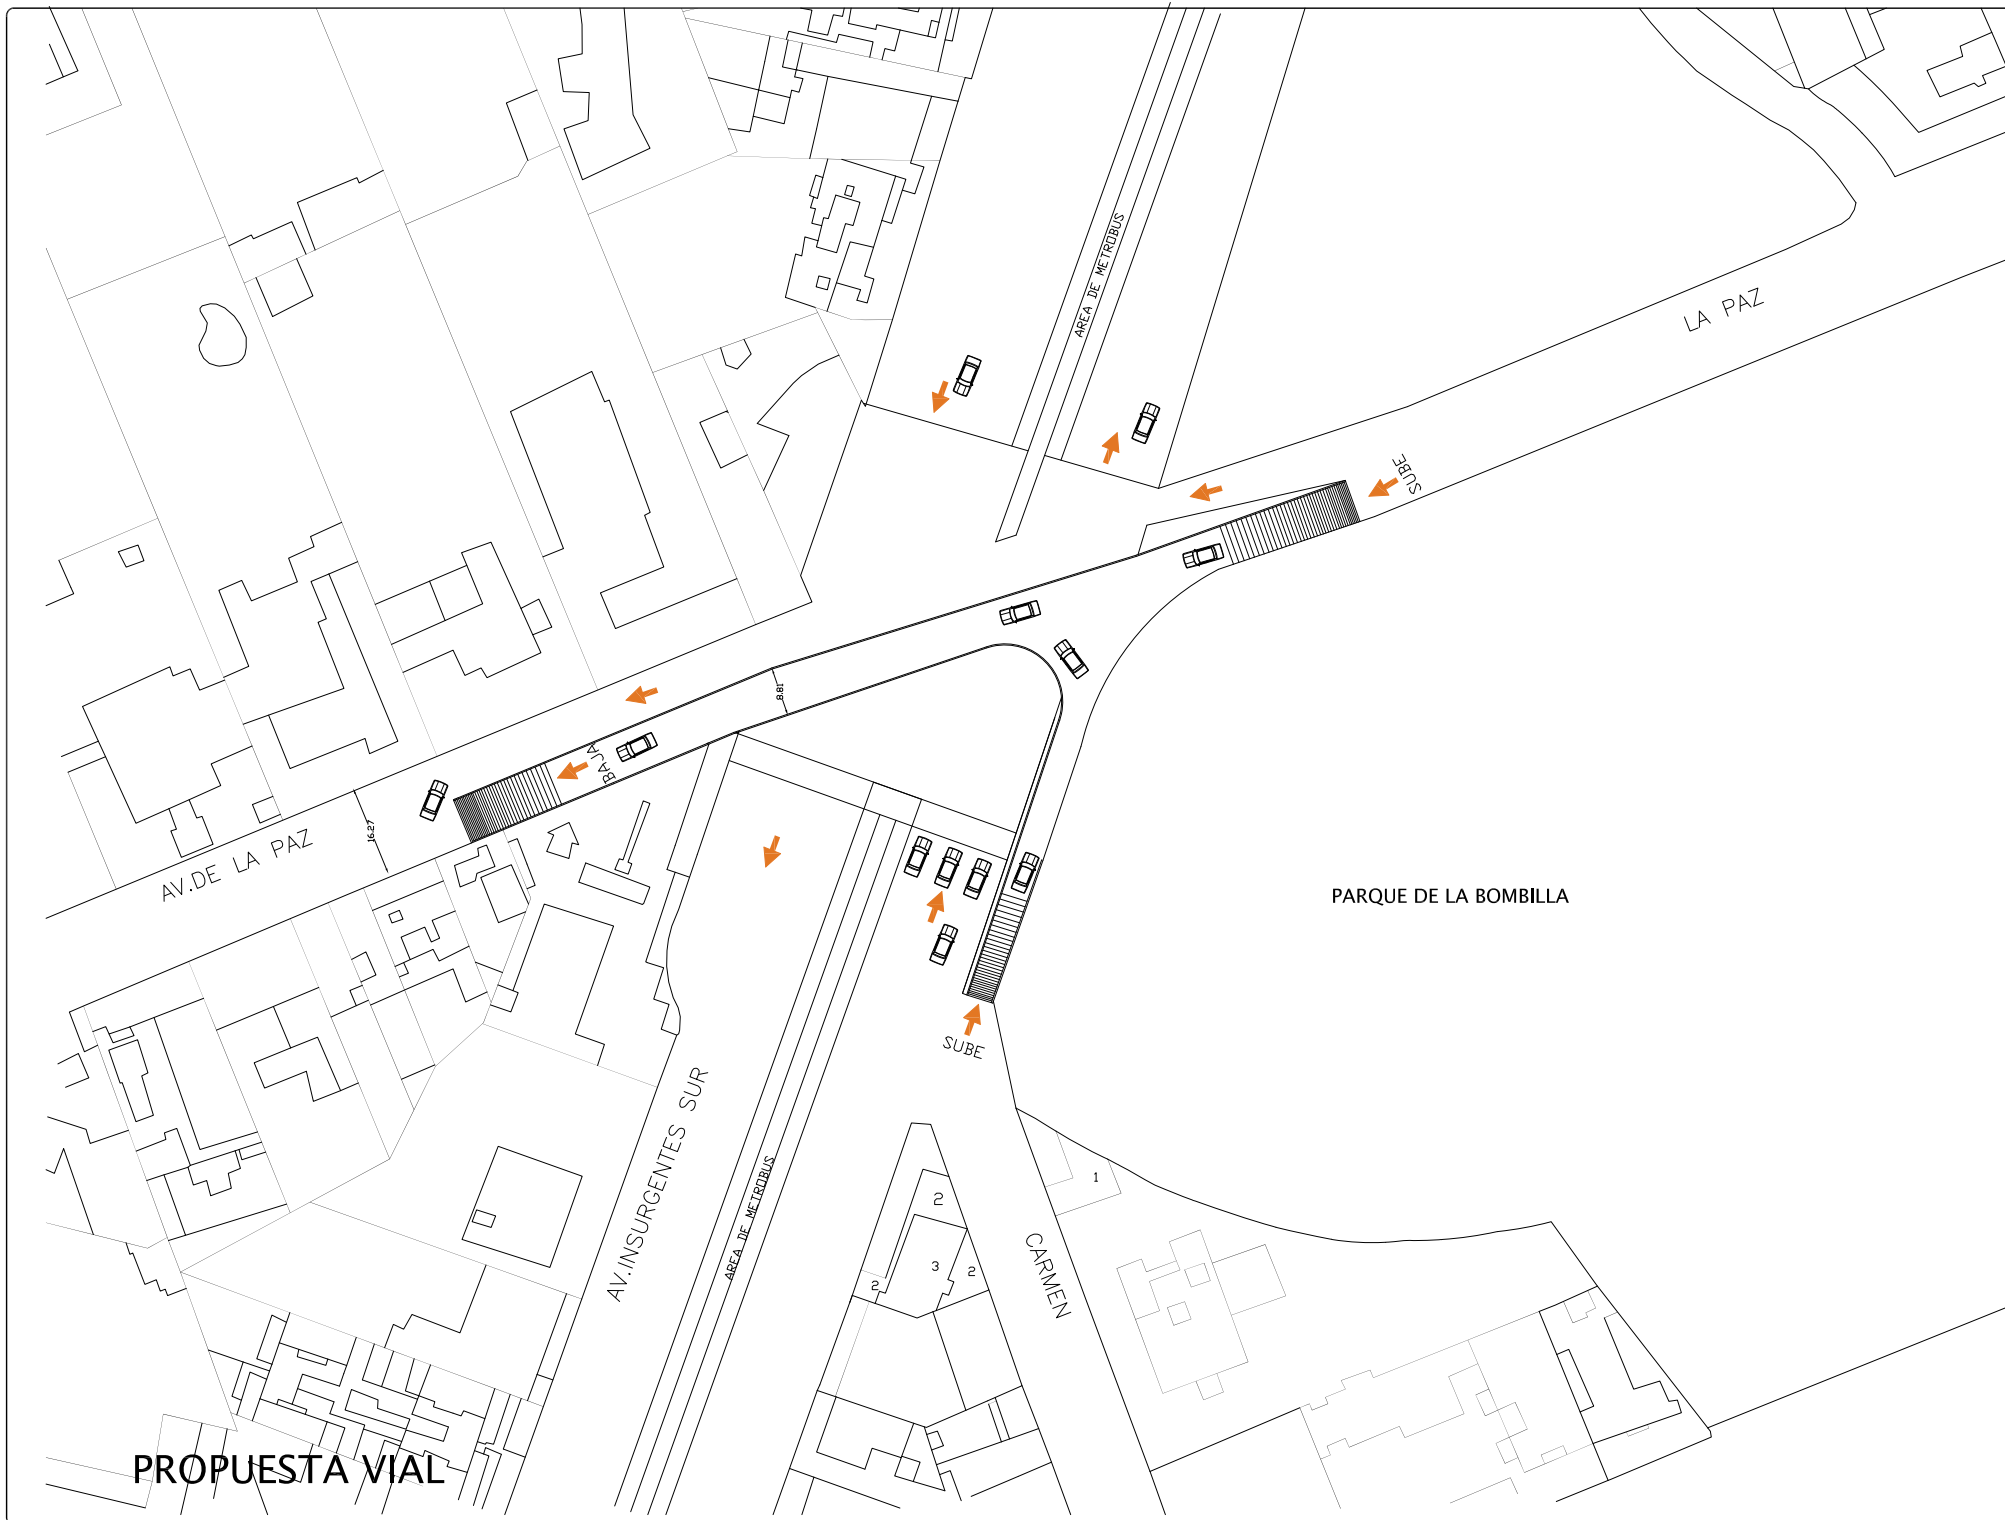 AREA DE METROBUS
LA PAZ
SUBE
8.81
BAJA
16.27
AV.DE LA PAZ
PARQUE DE LA BOMBILLA
SUBE
AV.INSURGENTES SUR
AREA DE METROBUS
1
2
CARMEN
3
2
2
PROPUESTA VIAL